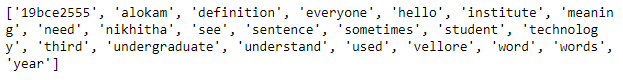 ['19bce2555', 'alokam', 'definition', 'everyone', 'hello', 'institute', 'meanin
g', 'need', 'nikhitha', 'see', 'sentence', 'sometimes', 'student', 'technolog
y', 'third', 'undergraduate', 'understand', 'used', 'vellore', 'word', 'words',
'year']